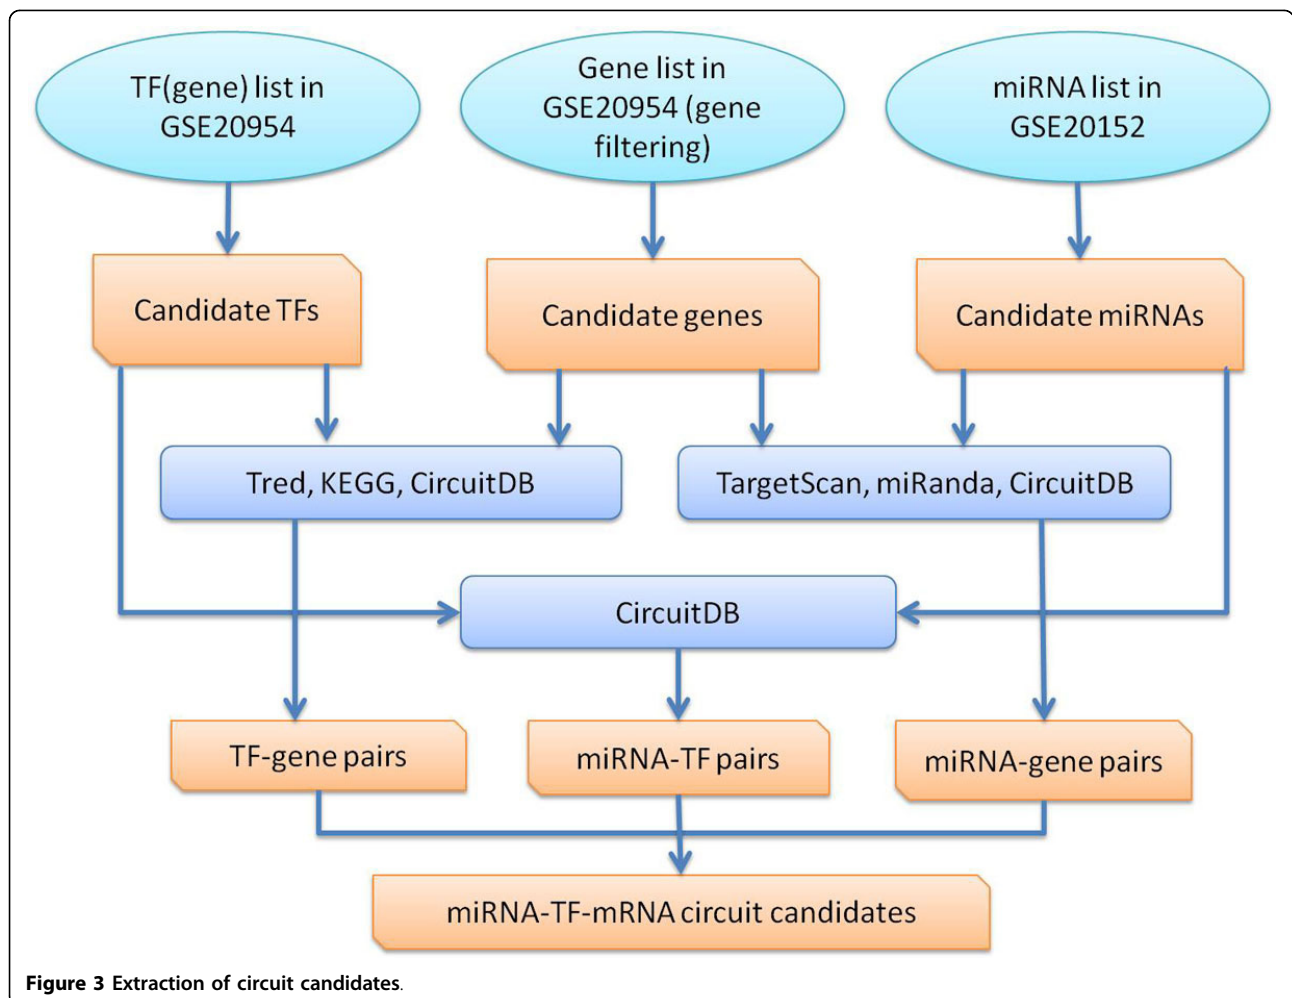 TF(gene) list in
GSE20954
Gene list in
GSE20954 (gene
filtering)
miRNA list in
GSE20152
Candidate TFs
Candidate genes
Candidate miRNAs
Tred, KEGG, CircuitDB
TargetScan, miRanda, CircuitDB
CircuitDB
TF-gene pairs
miRNA-TF pairs
miRNA-gene pairs
miRNA-TF-mRNA circuit candidates
Figure 3 Extraction of circuit candidates.